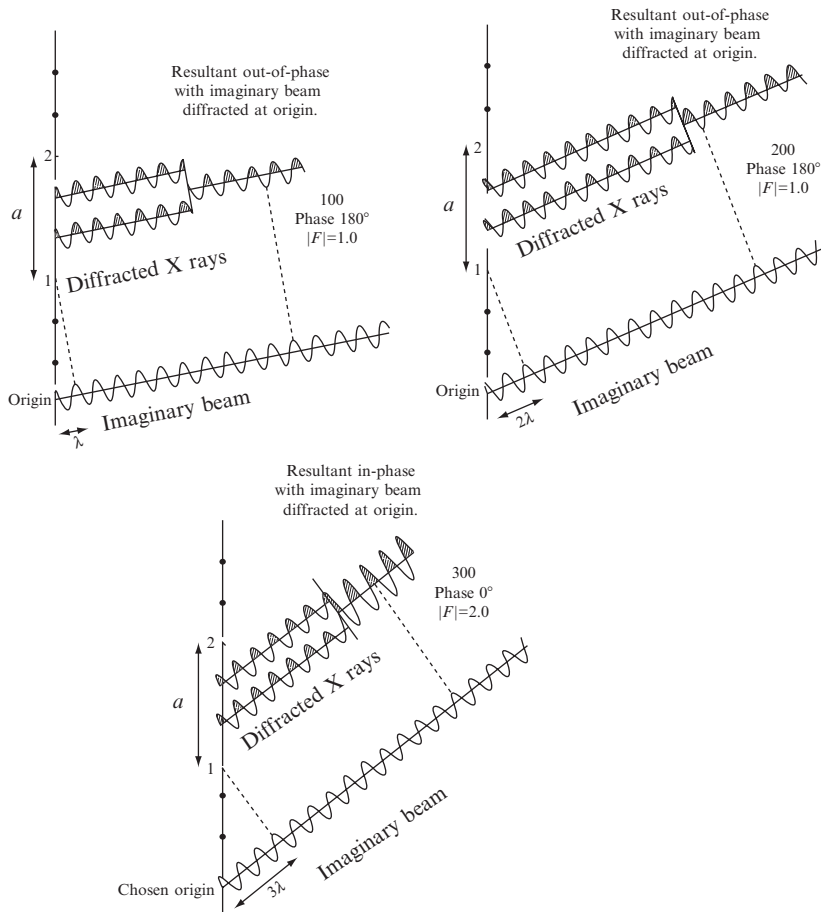 Resultant out-of-phase
with imaginary beam
diffracted at origin.
2
a
1
100
Phase 180°
|F|=1.0
Diffracted X rays
Origin
Imaginary beam
λ
Resultant out-of-phase
with imaginary beam
diffracted at origin.
2
a
1
200
Phase 180°
|F|=1.0
Diffracted X rays
Origin
Imaginary beam
2λ
Resultant in-phase
with imaginary beam
diffracted at origin.
2
a
1
300
Phase 0°
|F|=2.0
Diffracted X rays
Chosen origin
Imaginary beam
3λ